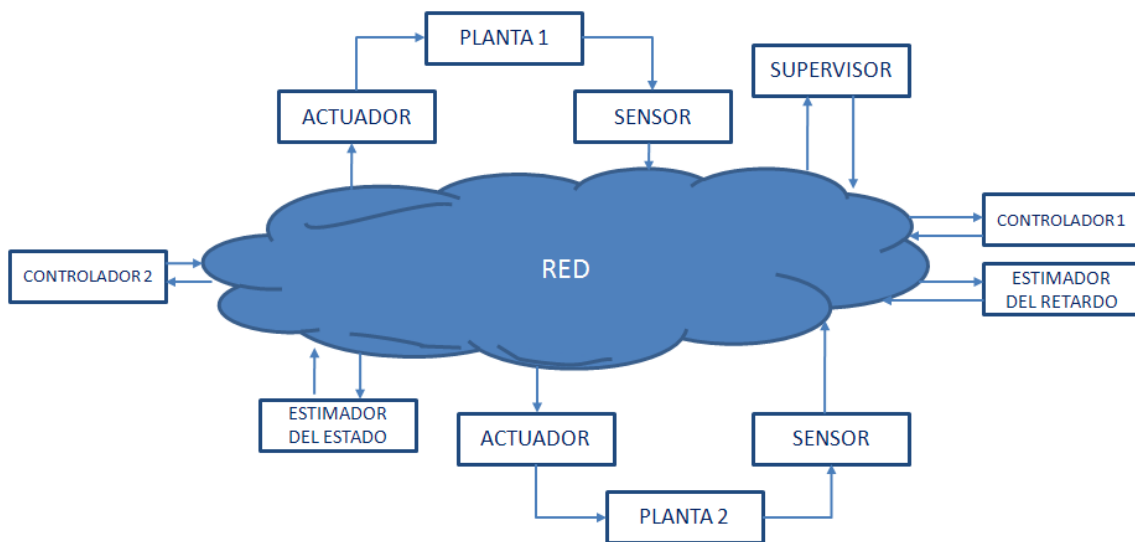 PLANTA 1
SUPERVISOR
ACTUADOR
SENSOR
CONTROLADOR 1
RED
CONTROLADOR 2
ESTIMADOR
DEL RETARDO
ESTIMADOR
DEL ESTADO
ACTUADOR
SENSOR
PLANTA 2